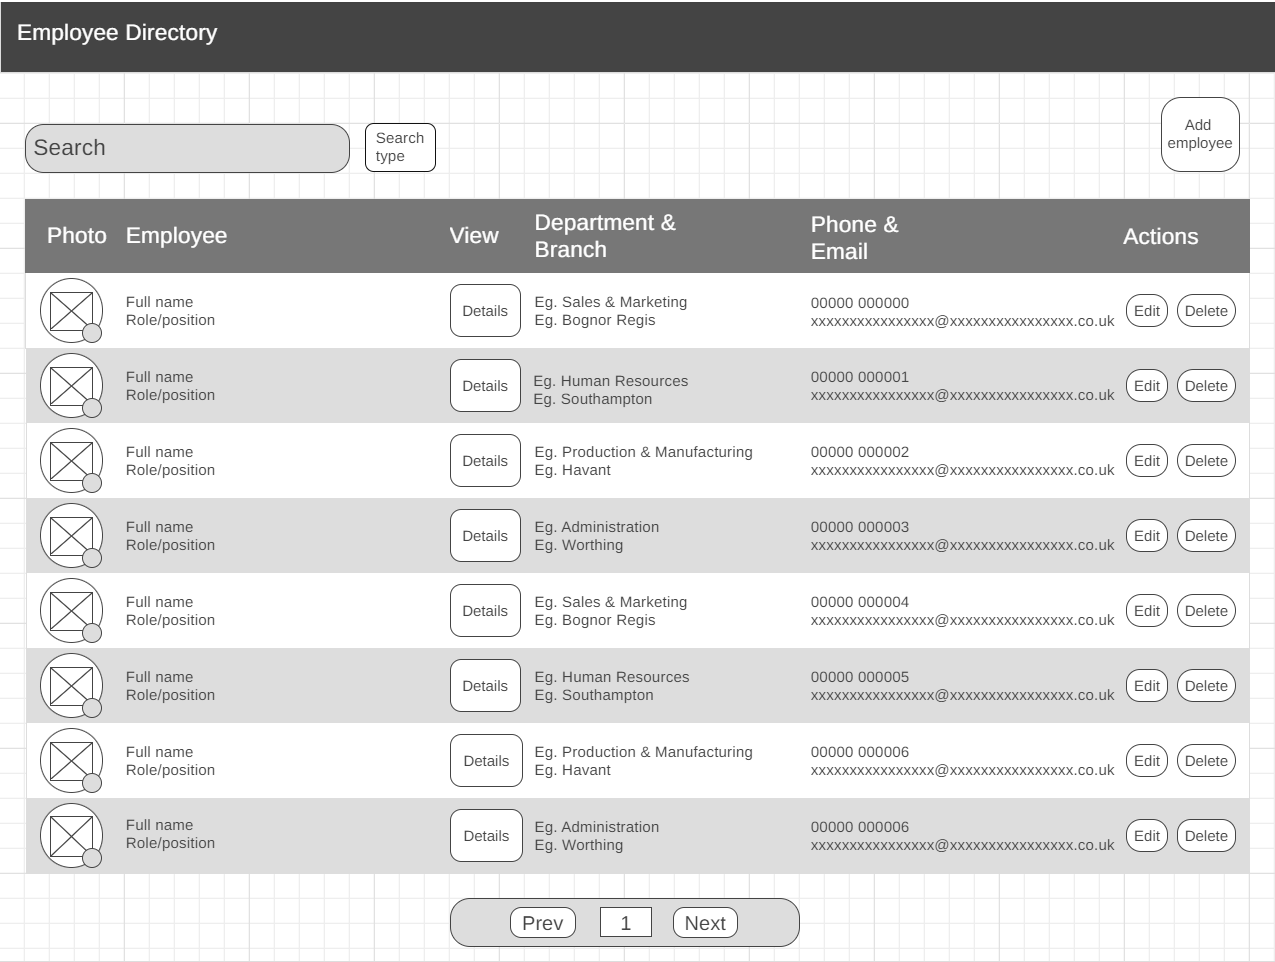 Employee Directory
Search
Search
type
Add
employee
Photo Employee View Department & Branch Phone & Email Actions
Full name
Role/position
Details
Eg. Sales & Marketing
Eg. Bognor Regis
00000 000000
xxxxxxxxxxxxxxxx@xxxxxxxxxxxxxxxx.co.uk
Edit Delete
Full name
Role/position
Details
Eg. Human Resources
Eg. Southampton
00000 000001
xxxxxxxxxxxxxxxx@xxxxxxxxxxxxxxxx.co.uk
Edit Delete
Full name
Role/position
Details
Eg. Production & Manufacturing
Eg. Havant
00000 000002
xxxxxxxxxxxxxxxx@xxxxxxxxxxxxxxxx.co.uk
Edit Delete
Full name
Role/position
Details
Eg. Administration
Eg. Worthing
00000 000003
xxxxxxxxxxxxxxxx@xxxxxxxxxxxxxxxx.co.uk
Edit Delete
Full name
Role/position
Details
Eg. Sales & Marketing
Eg. Bognor Regis
00000 000004
xxxxxxxxxxxxxxxx@xxxxxxxxxxxxxxxx.co.uk
Edit Delete
Full name
Role/position
Details
Eg. Human Resources
Eg. Southampton
00000 000005
xxxxxxxxxxxxxxxx@xxxxxxxxxxxxxxxx.co.uk
Edit Delete
Full name
Role/position
Details
Eg. Production & Manufacturing
Eg. Havant
00000 000006
xxxxxxxxxxxxxxxx@xxxxxxxxxxxxxxxx.co.uk
Edit Delete
Full name
Role/position
Details
Eg. Administration
Eg. Worthing
00000 000006
xxxxxxxxxxxxxxxx@xxxxxxxxxxxxxxxx.co.uk
Edit Delete
Prev 1 Next